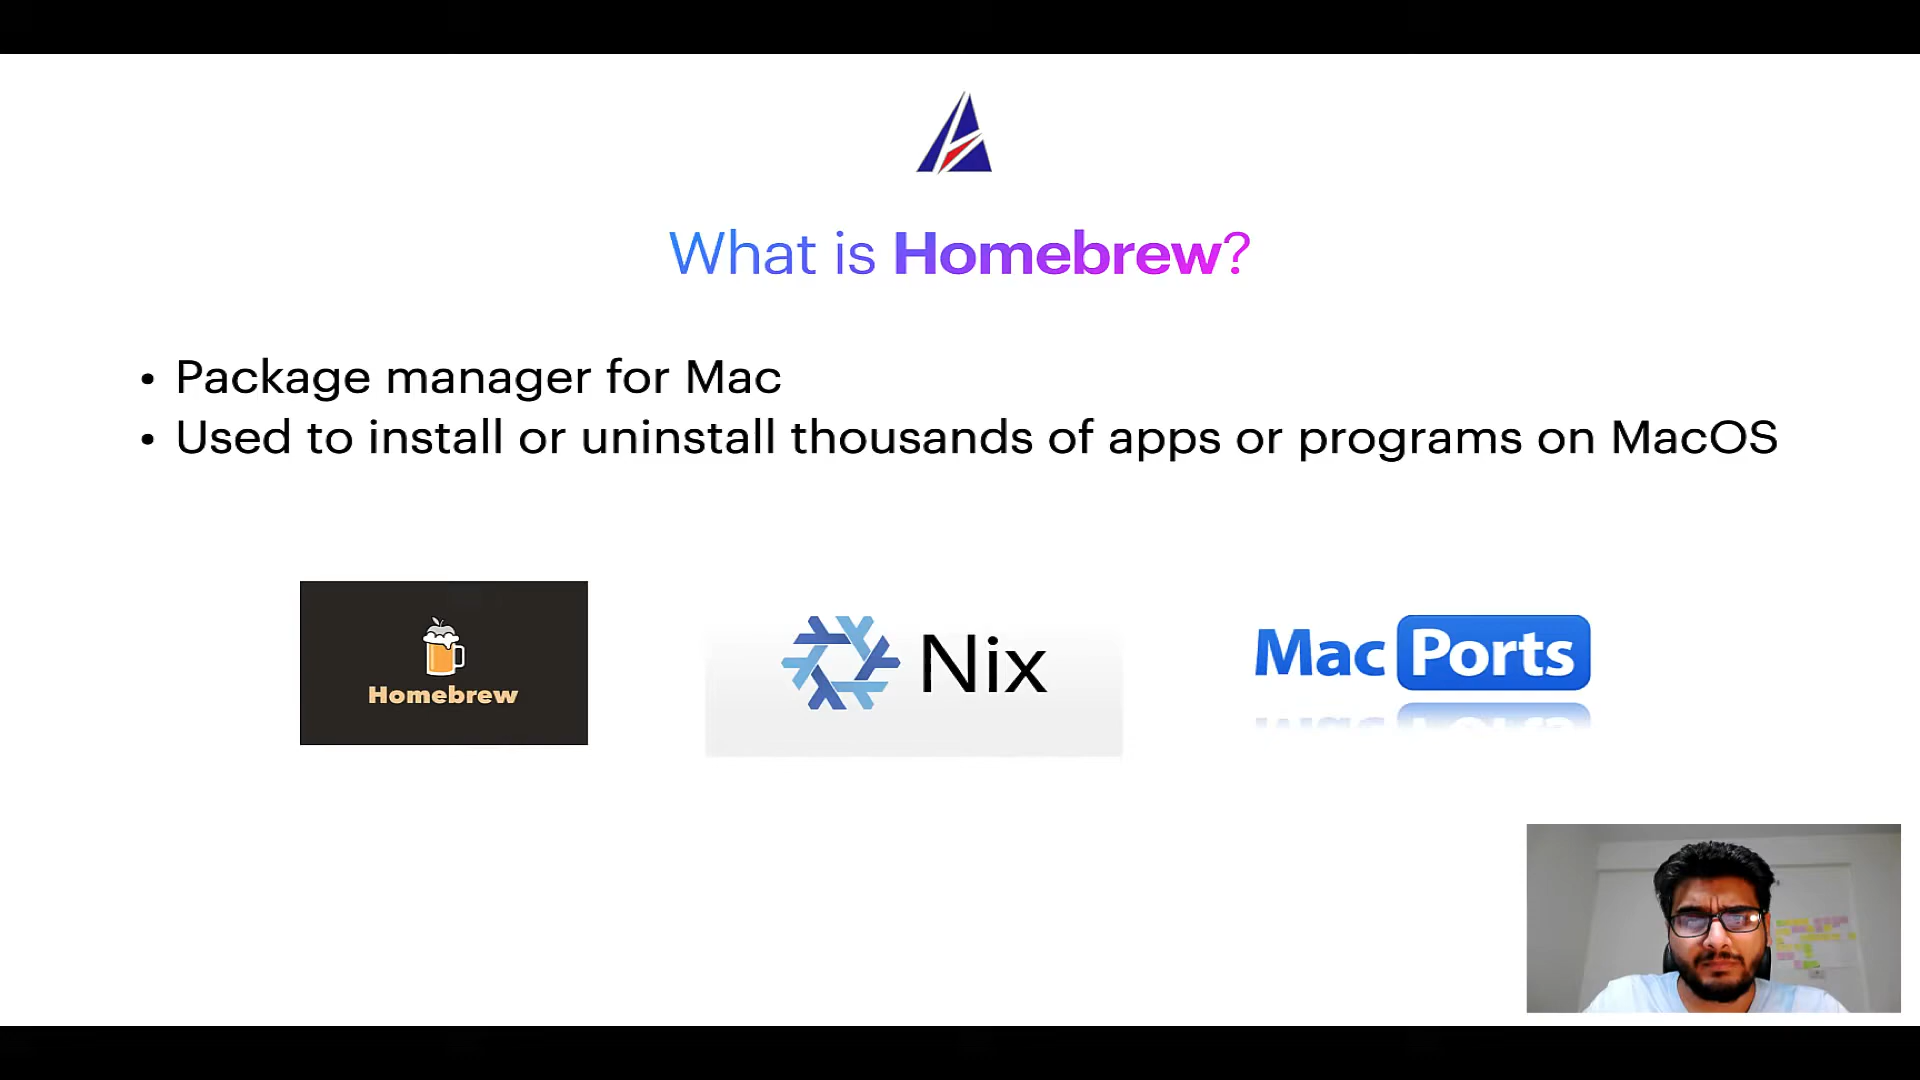 What is Homebrew?
• Package manager for Mac
• Used to install or uninstall thousands of apps or programs on MacOS
Homebrew
Nix
Mac Ports